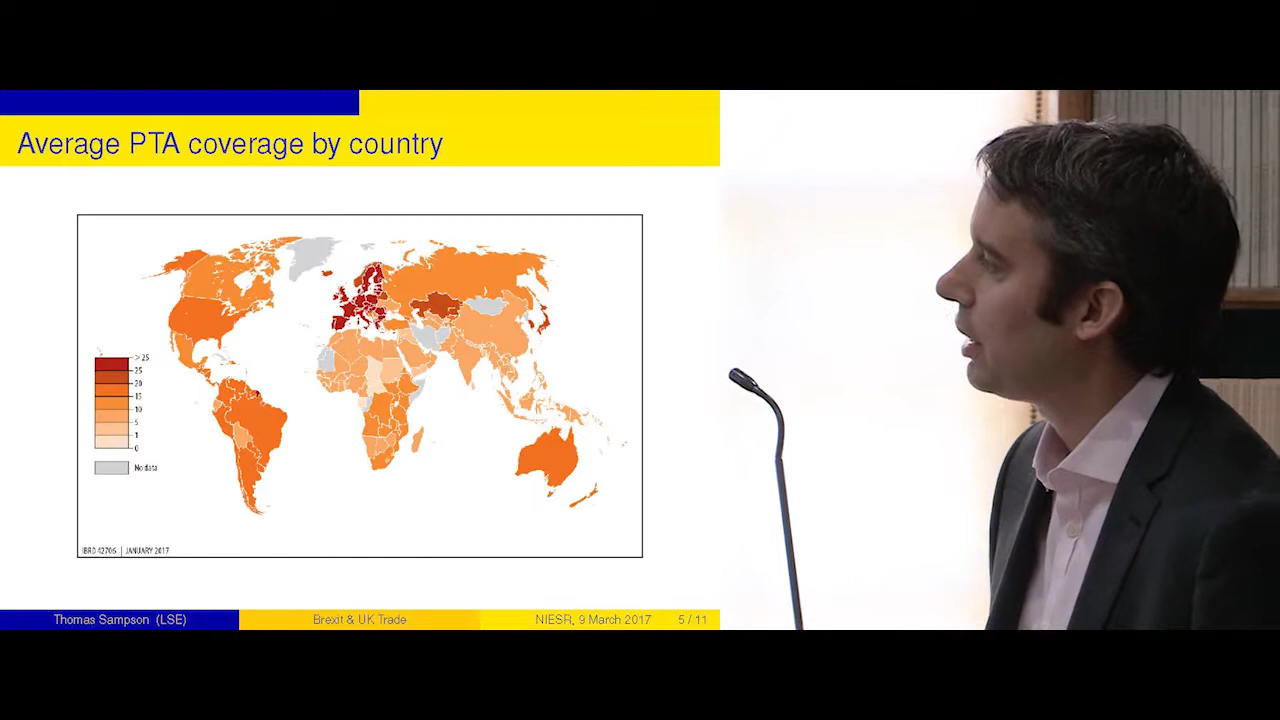 Average PTA coverage by country
> 25
25
20
15
10
5
1
0
No data
IBRD 42706 | JANUARY 2017
Thomas Sampson (LSE) Brexit & UK Trade NIESR, 9 March 2017 5 / 11